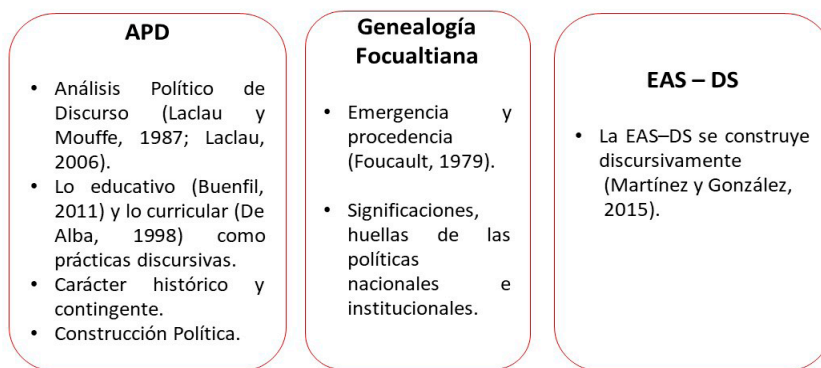 APD
• Análisis Político de
Discurso (Laclau y
Mouffe, 1987; Laclau,
2006).
• Lo educativo (Buenfil,
2011) y lo curricular (De
Alba, 1998) como
prácticas discursivas.
• Carácter histórico y
contingente.
• Construcción Política.
Genealogía
Focualtiana
• Emergencia y
procedencia
(Foucault, 1979).
• Significaciones,
huellas de las
políticas
nacionales e
institucionales.
EAS – DS
• La EAS–DS se construye
discursivamente
(Martínez y González,
2015).